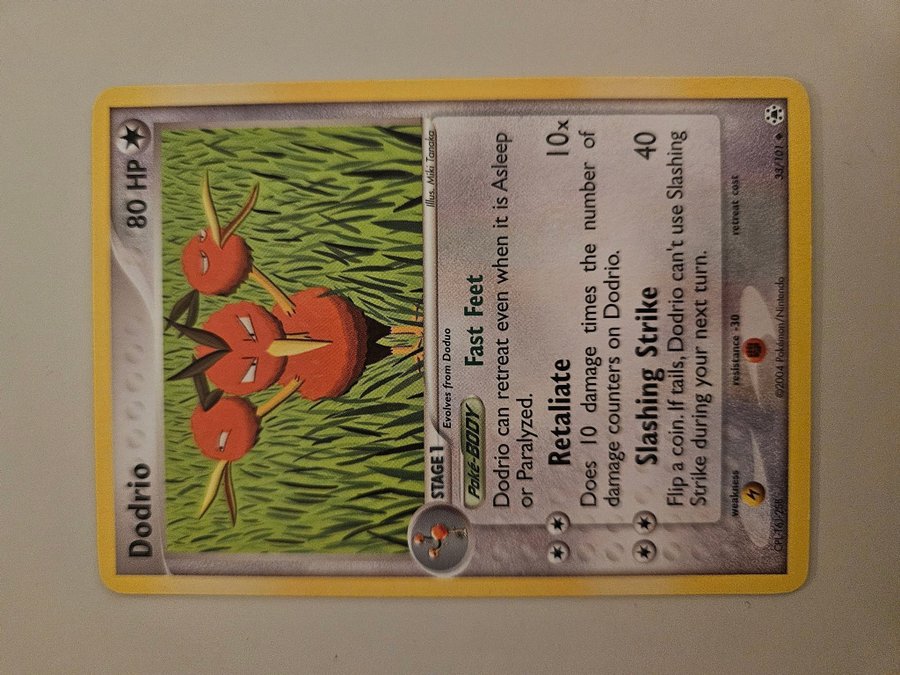 Dodrio 80 HP
Illus. Miki Tanaka
STAGE 1 Evolves from Doduo
Poké-BODY Fast Feet
Dodrio can retreat even when it is Asleep
or Paralyzed.
Retaliate 10x
Does 10 damage times the number of
damage counters on Dodrio.
Slashing Strike 40
Flip a coin. If tails, Dodrio can't use Slashing
Strike during your next turn.
weakness resistance -30 retreat cost
©2004 Pokémon/Nintendo 33/101